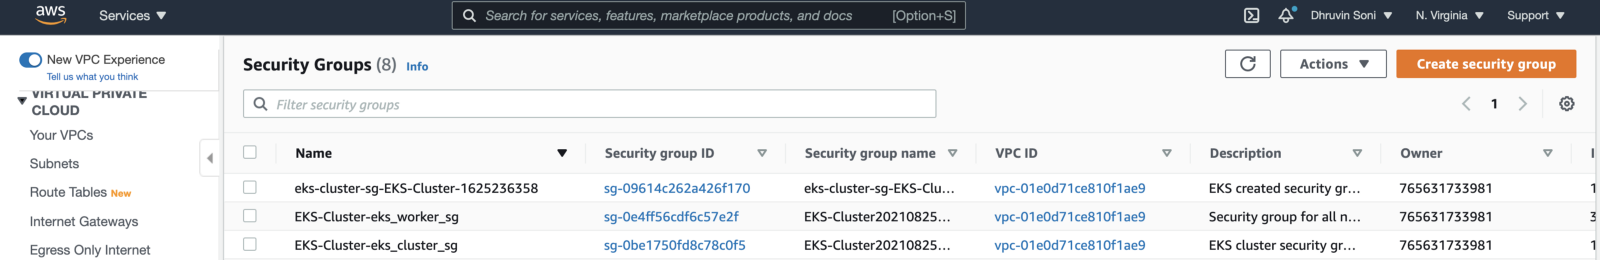 aws Services ▼ Search for services, features, marketplace products, and docs [Option+S] Dhruvin Soni ▼ N. Virginia ▼ Support ▼
New VPC Experience
Tell us what you think
VIRTUAL PRIVATE CLOUD
Your VPCs
Subnets
Route Tables New
Internet Gateways
Egress Only Internet
Security Groups (8) Info
Actions ▼ Create security group
Filter security groups
1
Name Security group ID Security group name VPC ID Description Owner
eks-cluster-sg-EKS-Cluster-1625236358 sg-09614c262a426f170 eks-cluster-sg-EKS-Clu... vpc-01e0d71ce810f1ae9 EKS created security gr... 765631733981 1
EKS-Cluster-eks_worker_sg sg-0e4ff56cdf6c57e2f EKS-Cluster20210825... vpc-01e0d71ce810f1ae9 Security group for all n... 765631733981 3
EKS-Cluster-eks_cluster_sg sg-0be1750fd8c78c0f5 EKS-Cluster20210825... vpc-01e0d71ce810f1ae9 EKS cluster security gr... 765631733981 1